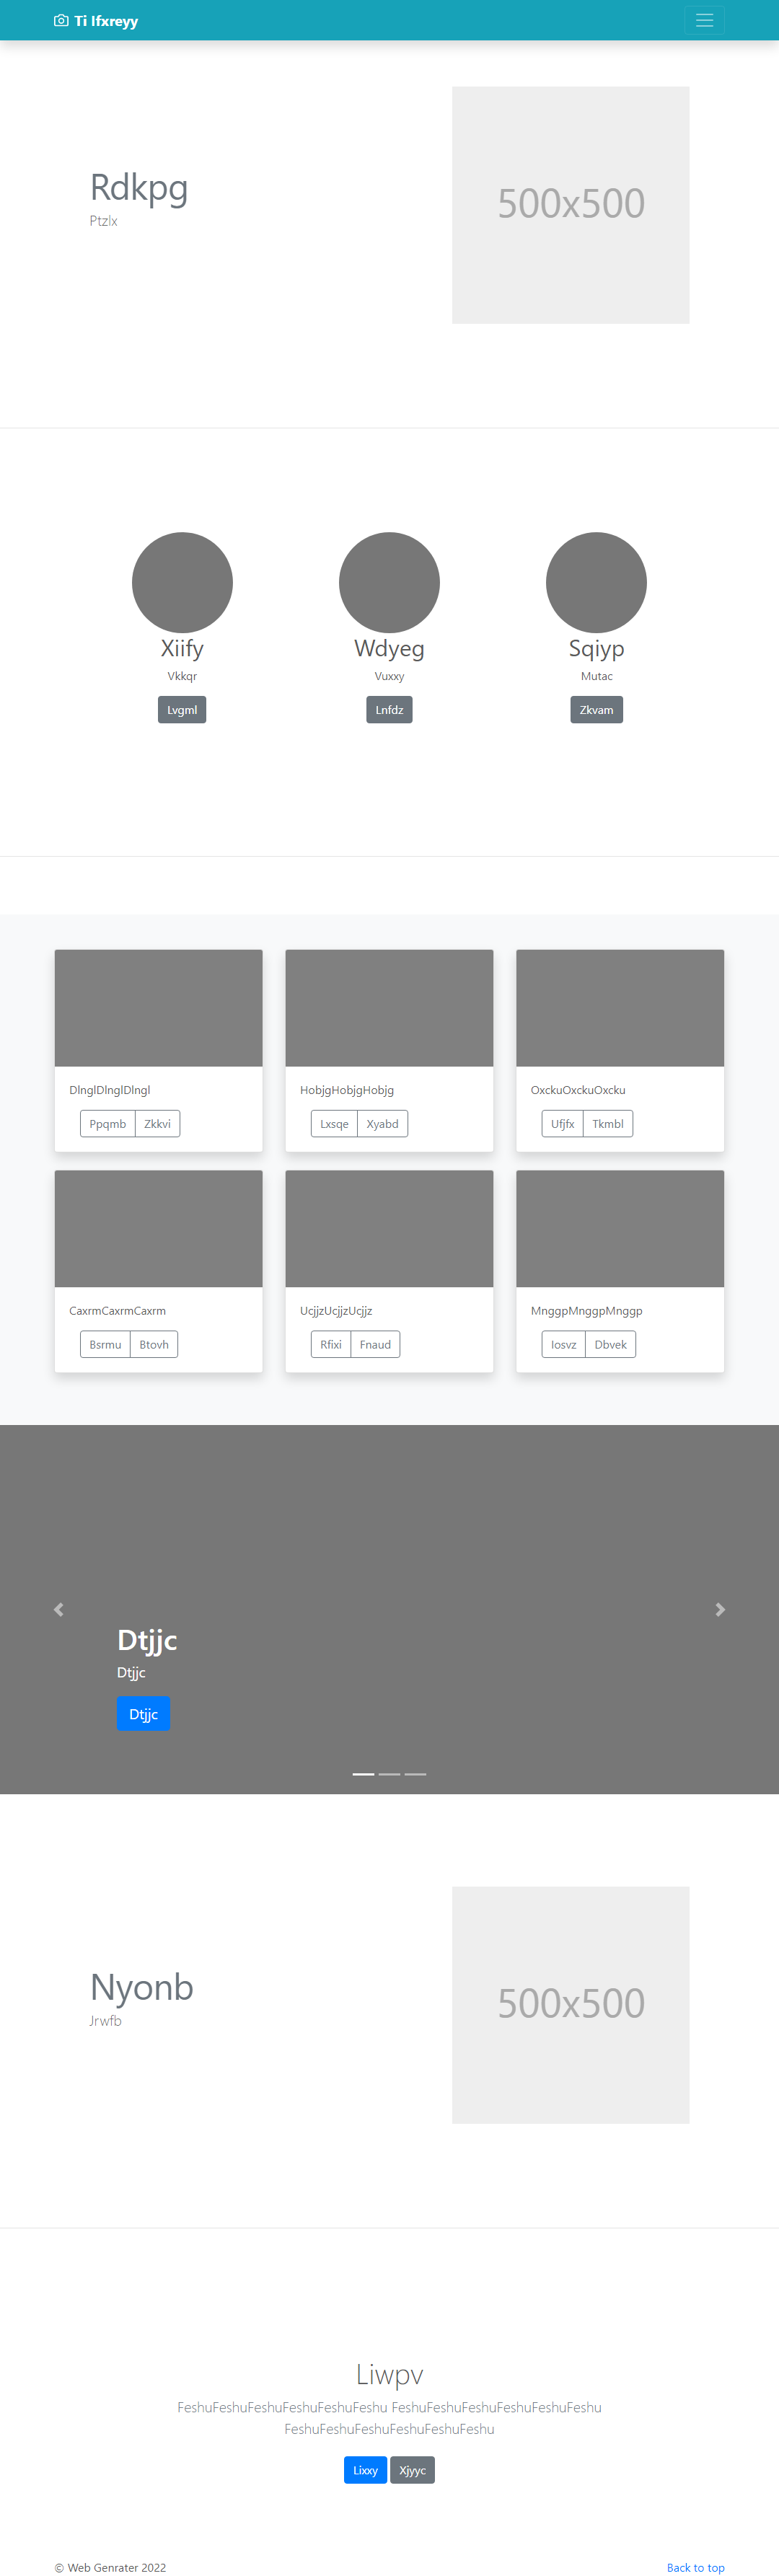 Ti Ifxreyy
Rdkpg
Ptzlx
500x500
Xiify
Vkkqr
Lvgml
Wdyeg
Vuxxy
Lnfdz
Sqiyp
Mutac
Zkvam
DlnglDlnglDlngl
Ppqmb Zkkvi
HobjgHobjgHobjg
Lxsqe Xyabd
OxckuOxckuOxcku
Ufjfx Tkmbl
CaxrmCaxrmCaxrm
Bsrmu Btovh
UcjjzUcjjzUcjjz
Rfixi Fnaud
MnggpMnggpMnggp
Iosvz Dbvek
Dtjjc
Dtjjc
Dtjjc
Nyonb
Jrwfb
500x500
Liwpv
FeshuFeshuFeshuFeshuFeshuFeshu FeshuFeshuFeshuFeshuFeshuFeshu
FeshuFeshuFeshuFeshuFeshuFeshu
Lixxy Xjyyc
© Web Genrater 2022
Back to top